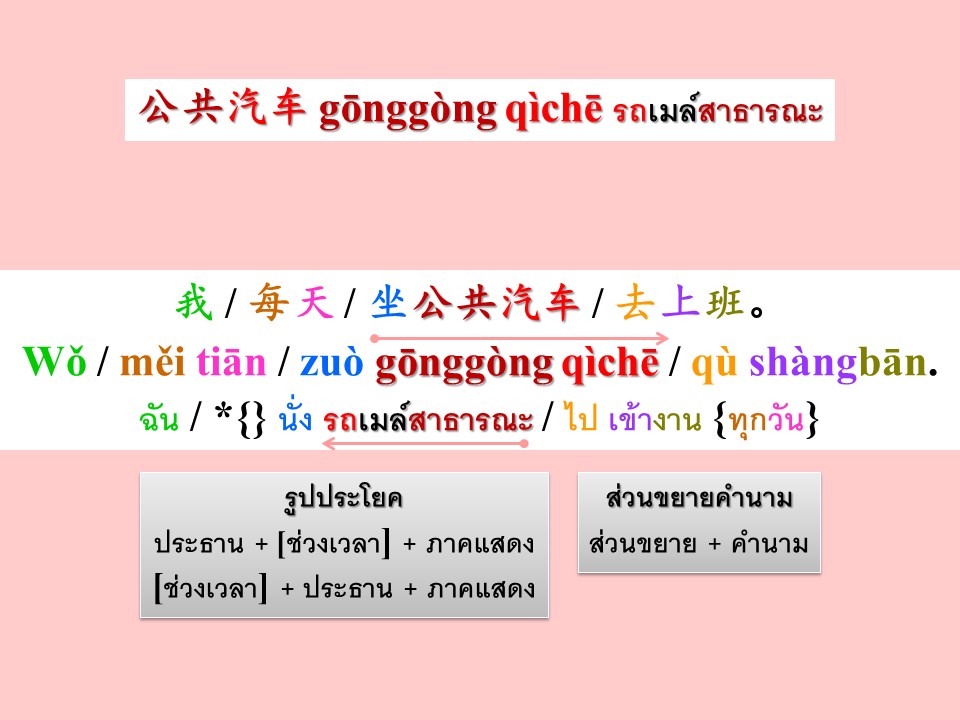 公共汽车 gōnggòng qìchē รถเมล์สาธารณะ
我 / 每天 / 坐公共汽车 / 去上班。
Wǒ / měi tiān / zuò gōnggòng qìchē / qù shàngbān.
ฉัน / *{} นั่ง รถเมล์สาธารณะ / ไป เข้างาน {ทุกวัน}
รูปประโยค
ประธาน + [ช่วงเวลา] + ภาคแสดง
[ช่วงเวลา] + ประธาน + ภาคแสดง
ส่วนขยายคำนาม
ส่วนขยาย + คำนาม